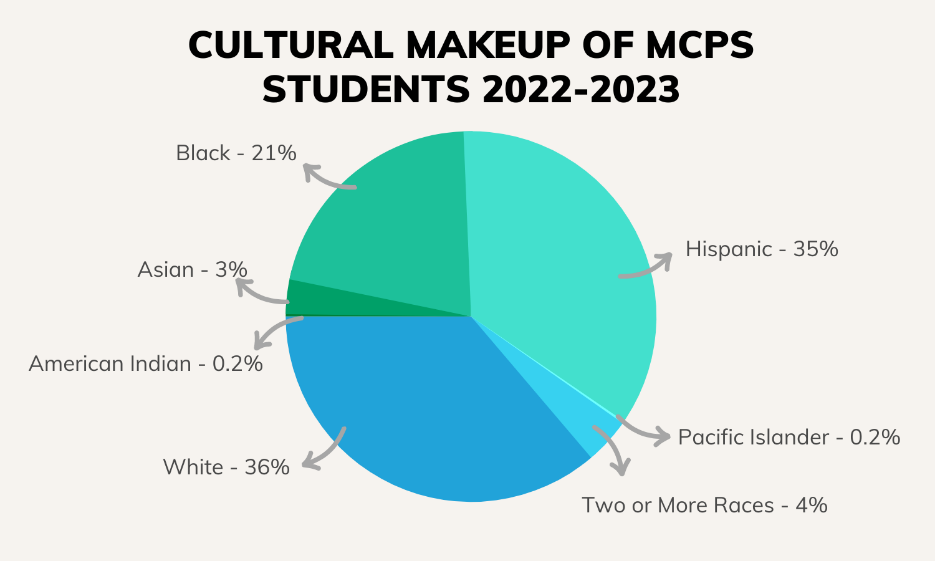 CULTURAL MAKEUP OF MCPS
STUDENTS 2022-2023
Black - 21%
Hispanic - 35%
Asian - 3%
American Indian - 0.2%
Pacific Islander - 0.2%
White - 36%
Two or More Races - 4%